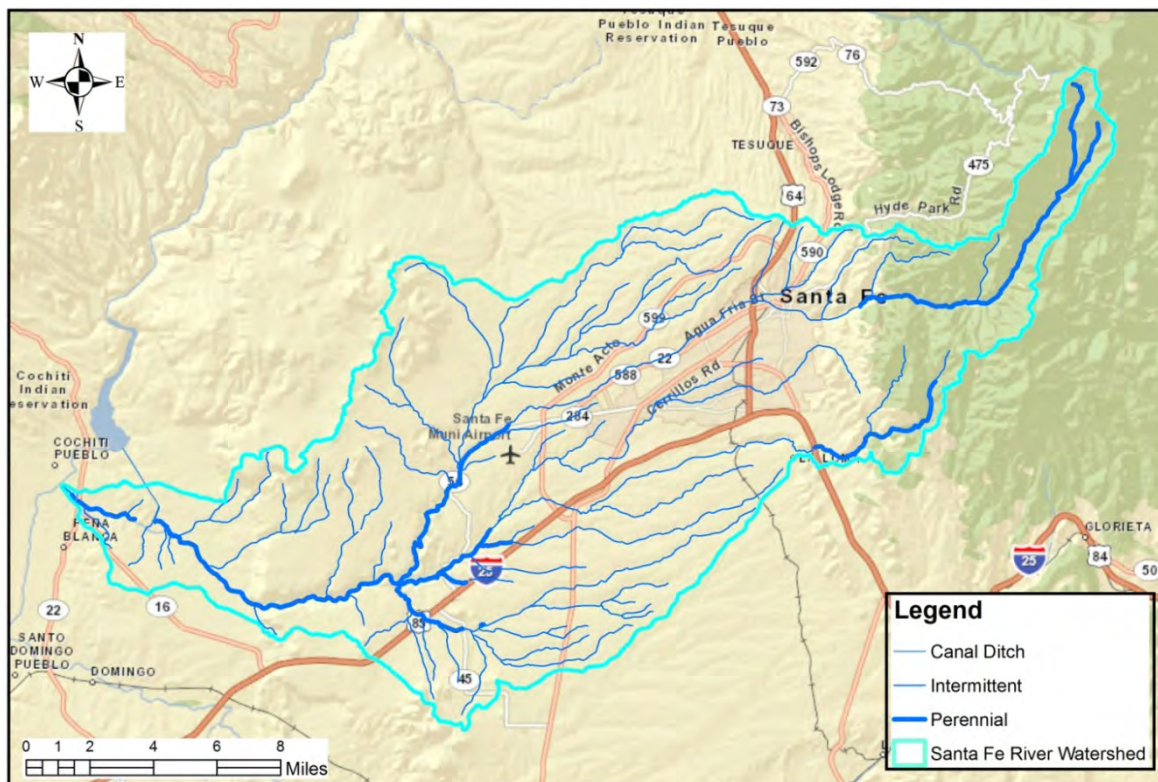 Tesuque
Pueblo Indian
Reservation
Tesuque
Pueblo
N
W
E
S
592
76
73
TESUQUE
Bishops Lodge Rd
475
Hyde Park Rd
64
590
Santa Fe
599
Agua Fria St
Monte Acto
22
588
Cerrillos Rd
284
Santa Fe
Muni Airport
Cochiti
Indian
eservation
COCHITI
PUEBLO
PENA
BLANCA
GLORIETA
25
84
50
25
16
22
85
45
SANTO
DOMINGO
PUEBLO
DOMINGO
0 1 2 4 6 8
Miles
Legend
Canal Ditch
Intermittent
Perennial
Santa Fe River Watershed